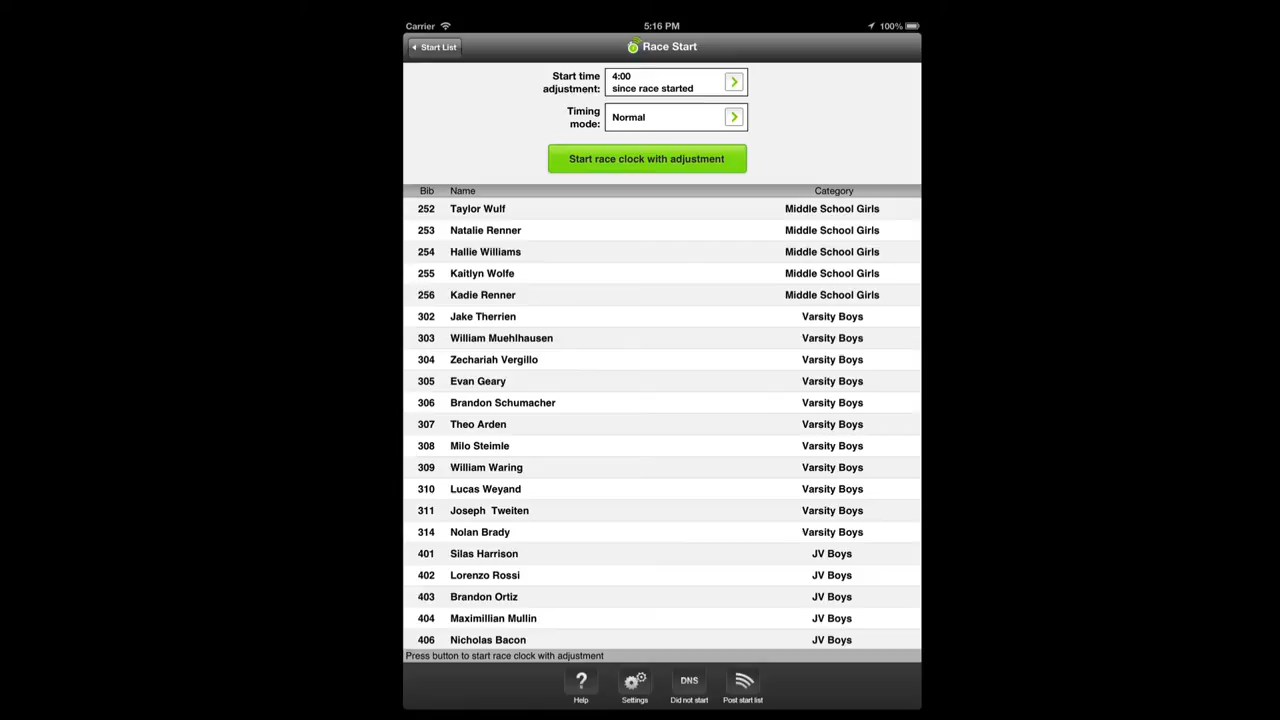 Carrier 5:16 PM 100%
Start List Race Start
Start time adjustment: 4:00 since race started
Timing mode: Normal
Start race clock with adjustment
Bib Name Category
252 Taylor Wulf Middle School Girls
253 Natalie Renner Middle School Girls
254 Hallie Williams Middle School Girls
255 Kaitlyn Wolfe Middle School Girls
256 Kadie Renner Middle School Girls
302 Jake Therrien Varsity Boys
303 William Muehlhausen Varsity Boys
304 Zechariah Vergillo Varsity Boys
305 Evan Geary Varsity Boys
306 Brandon Schumacher Varsity Boys
307 Theo Arden Varsity Boys
308 Milo Steimle Varsity Boys
309 William Waring Varsity Boys
310 Lucas Weyand Varsity Boys
311 Joseph Tweiten Varsity Boys
314 Nolan Brady Varsity Boys
401 Silas Harrison JV Boys
402 Lorenzo Rossi JV Boys
403 Brandon Ortiz JV Boys
404 Maximillian Mullin JV Boys
406 Nicholas Bacon JV Boys
Press button to start race clock with adjustment
? DNS
Help Settings Did not start Post start list